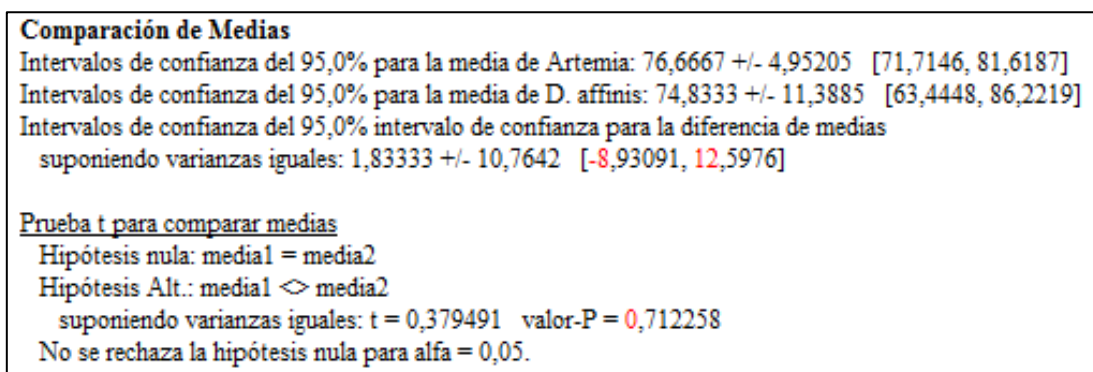 Comparación de Medias
Intervalos de confianza del 95,0% para la media de Artemia: 76,6667 +/- 4,95205 [71,7146, 81,6187]
Intervalos de confianza del 95,0% para la media de D. affinis: 74,8333 +/- 11,3885 [63,4448, 86,2219]
Intervalos de confianza del 95,0% intervalo de confianza para la diferencia de medias
suponiendo varianzas iguales: 1,83333 +/- 10,7642 [-8,93091, 12,5976]
Prueba t para comparar medias
Hipótesis nula: media1 = media2
Hipótesis Alt.: media1 <> media2
suponiendo varianzas iguales: t = 0,379491 valor-P = 0,712258
No se rechaza la hipótesis nula para alfa = 0,05.